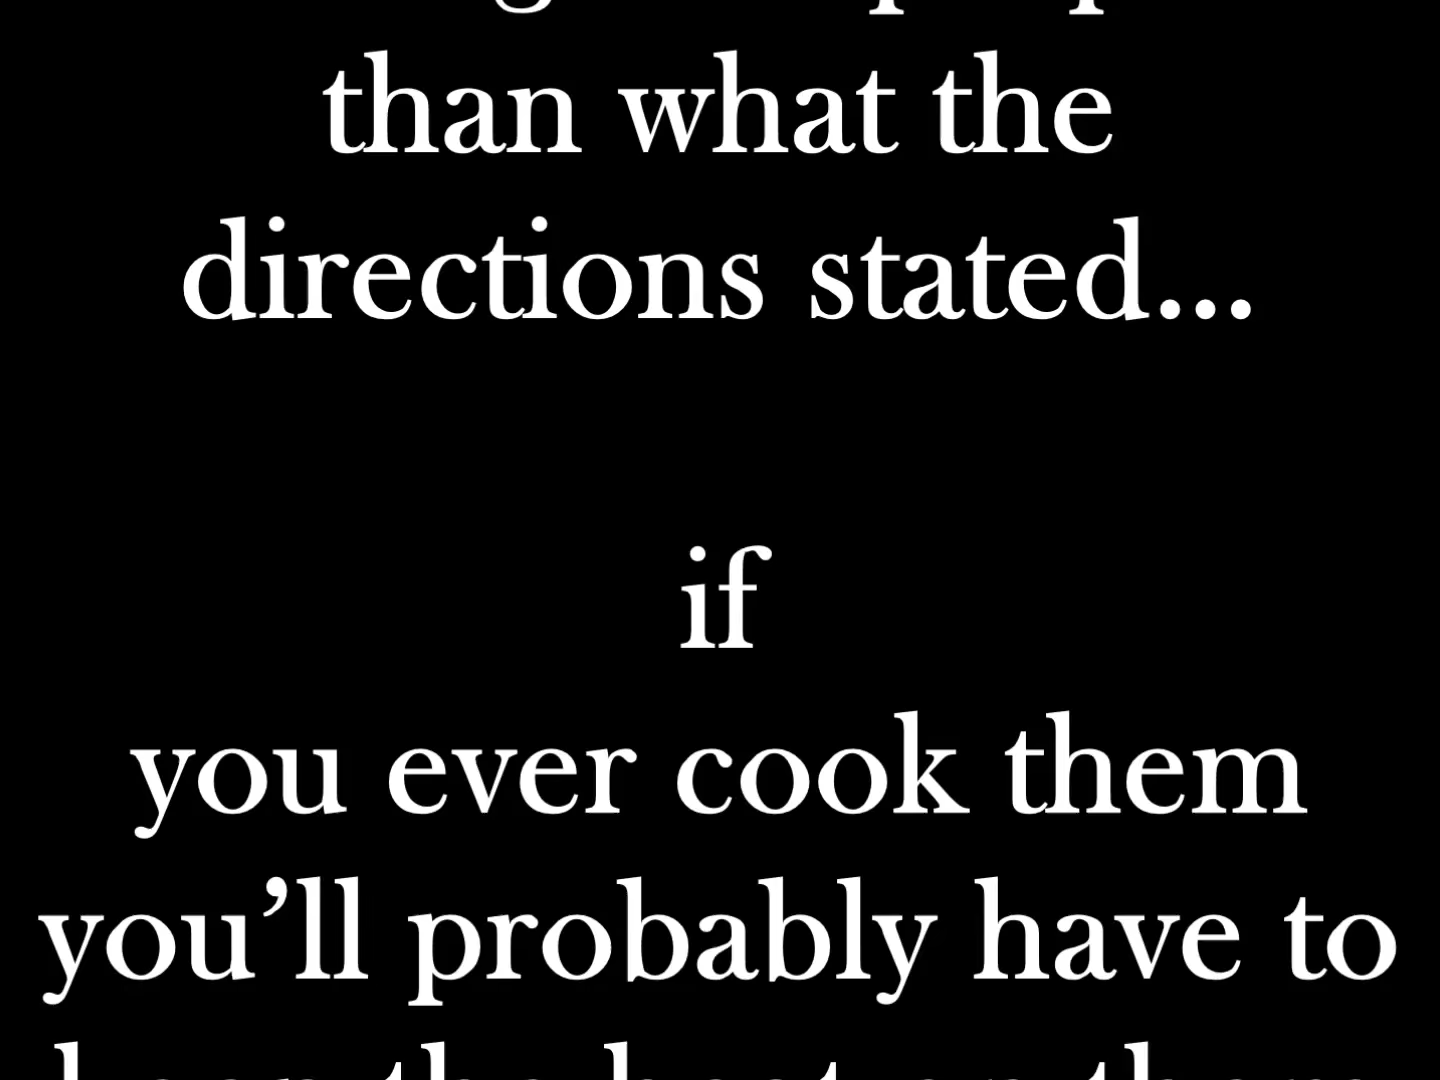 than what the
directions stated...
if
you ever cook them
you’ll probably have to